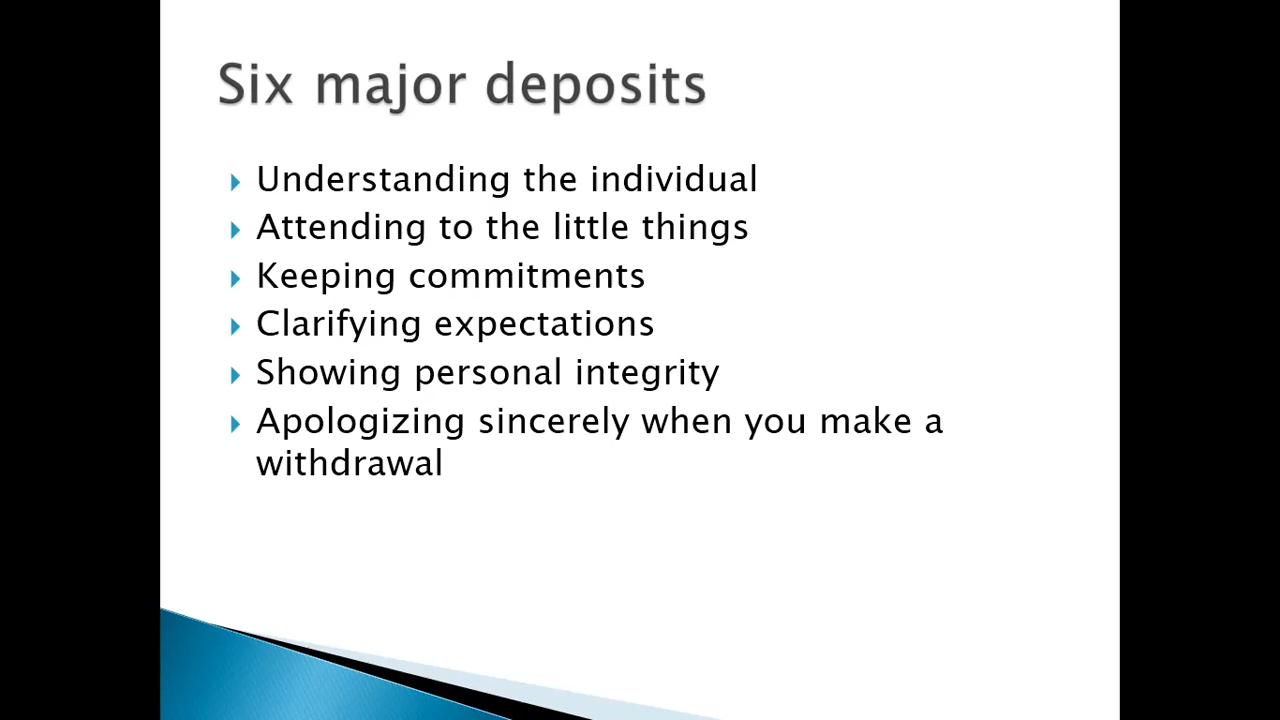 Six major deposits
Understanding the individual
Attending to the little things
Keeping commitments
Clarifying expectations
Showing personal integrity
Apologizing sincerely when you make a
withdrawal